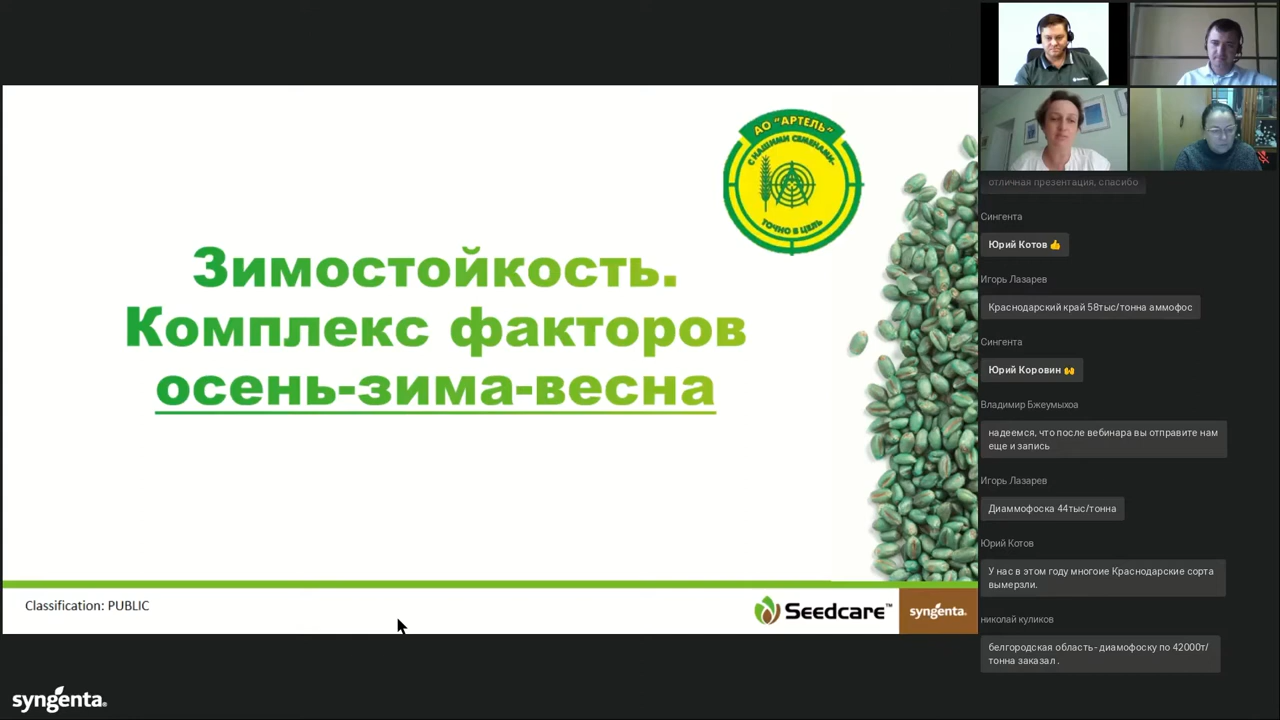 АО "АРТЕЛЬ"
С НАШИМИ СЕМЕНАМИ-
ТОЧНО В ЦЕЛЬ
Зимостойкость.
Комплекс факторов
осень-зима-весна
Classification: PUBLIC
Seedcare™
syngenta.
syngenta®
отличная презентация, спасибо
Сингента
Юрий Котов 👍
Игорь Лазарев
Краснодарский край 58тыс/тонна аммофос
Сингента
Юрий Коровин 🙌
Владимир Бжеумыхоа
надеемся, что после вебинара вы отправите нам
еще и запись
Игорь Лазарев
Диаммофоска 44тыс/тонна
Юрий Котов
У нас в этом году многоие Краснодарские сорта
вымерзли.
николай куликов
белгородская область- диамофоску по 42000т/
тонна заказал .